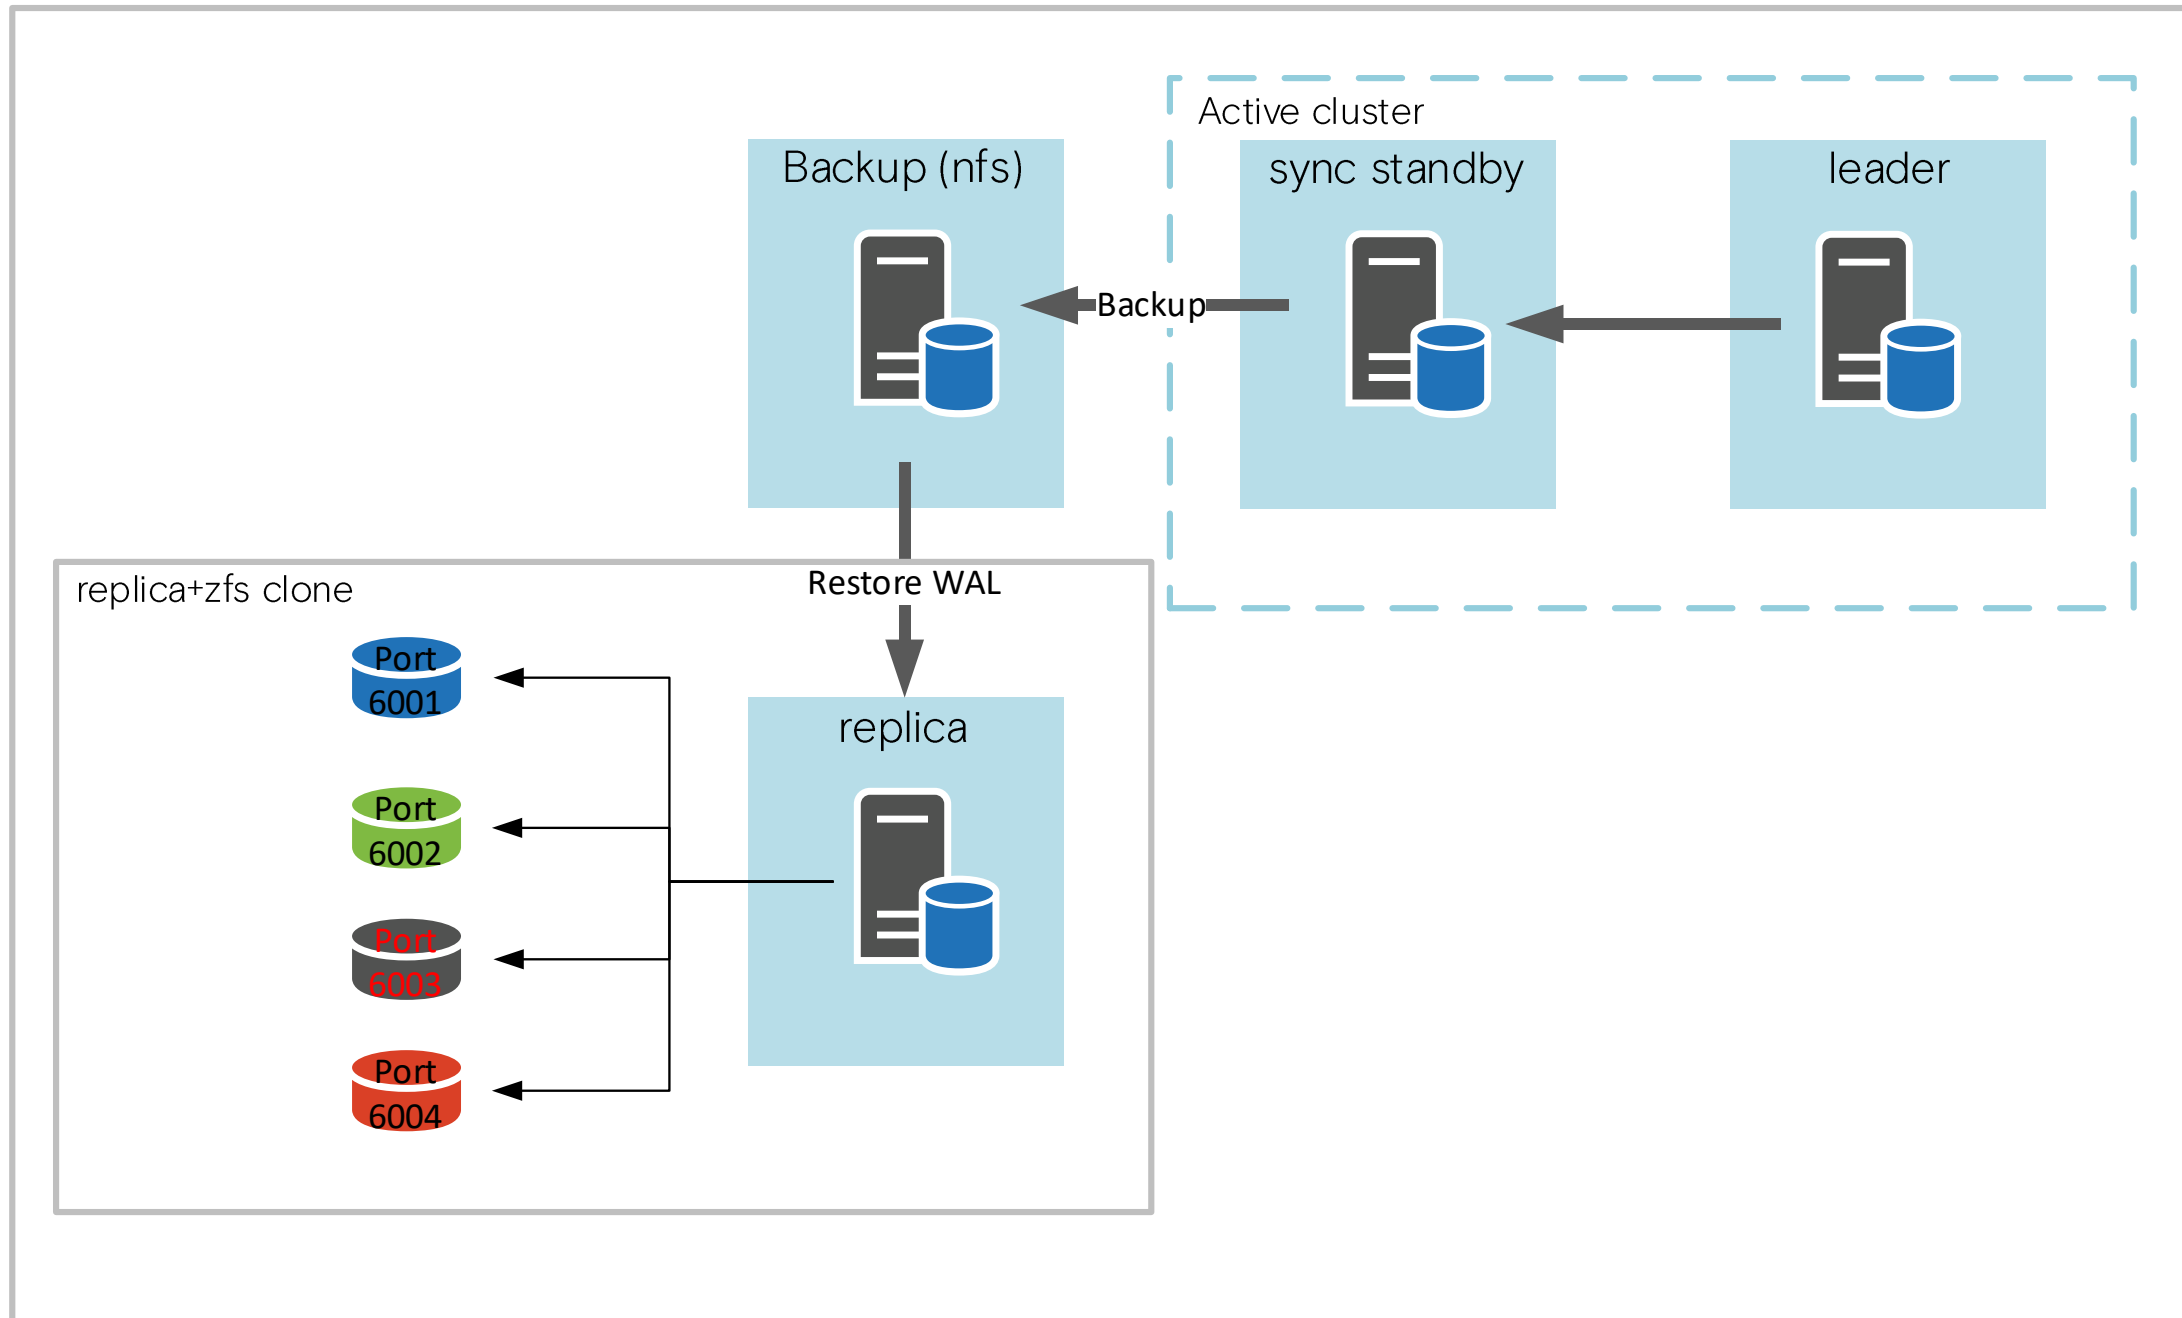 Active cluster
Backup (nfs)
sync standby
leader
Backup
replica+zfs clone
Restore WAL
replica
Port
6001
Port
6002
Port
6003
Port
6004